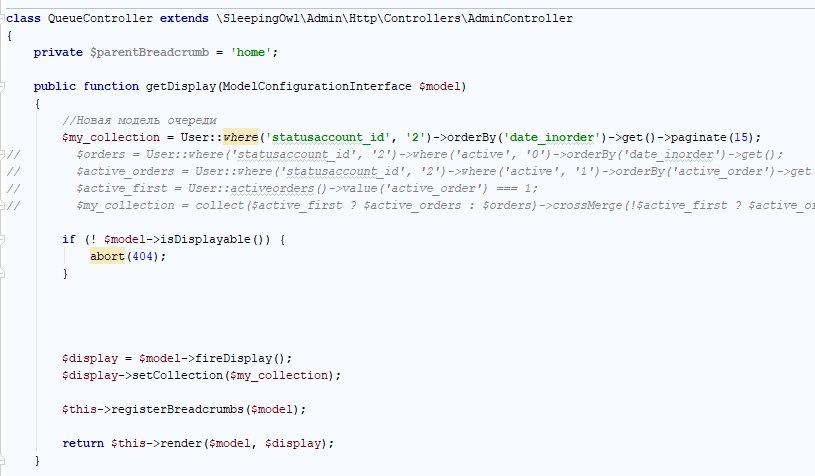 class QueueController extends \SleepingOwl\Admin\Http\Controllers\AdminController
{
private $parentBreadcrumb = 'home';
public function getDisplay(ModelConfigurationInterface $model)
{
//Новая модель очереди
$my_collection = User::where('statusaccount_id', '2')->orderBy('date_inorder')->get()->paginate(15);
// $orders = User::where('statusaccount_id', '2')->where('active', '0')->orderBy('date_inorder')->get();
// $active_orders = User::where('statusaccount_id', '2')->where('active', '1')->orderBy('active_order')->get
// $active_first = User::activeorders()->value('active_order') === 1;
// $my_collection = collect($active_first ? $active_orders : $orders)->crossMerge(!$active_first ? $active_or
if (! $model->isDisplayable()) {
abort(404);
}
$display = $model->fireDisplay();
$display->setCollection($my_collection);
$this->registerBreadcrumbs($model);
return $this->render($model, $display);
}